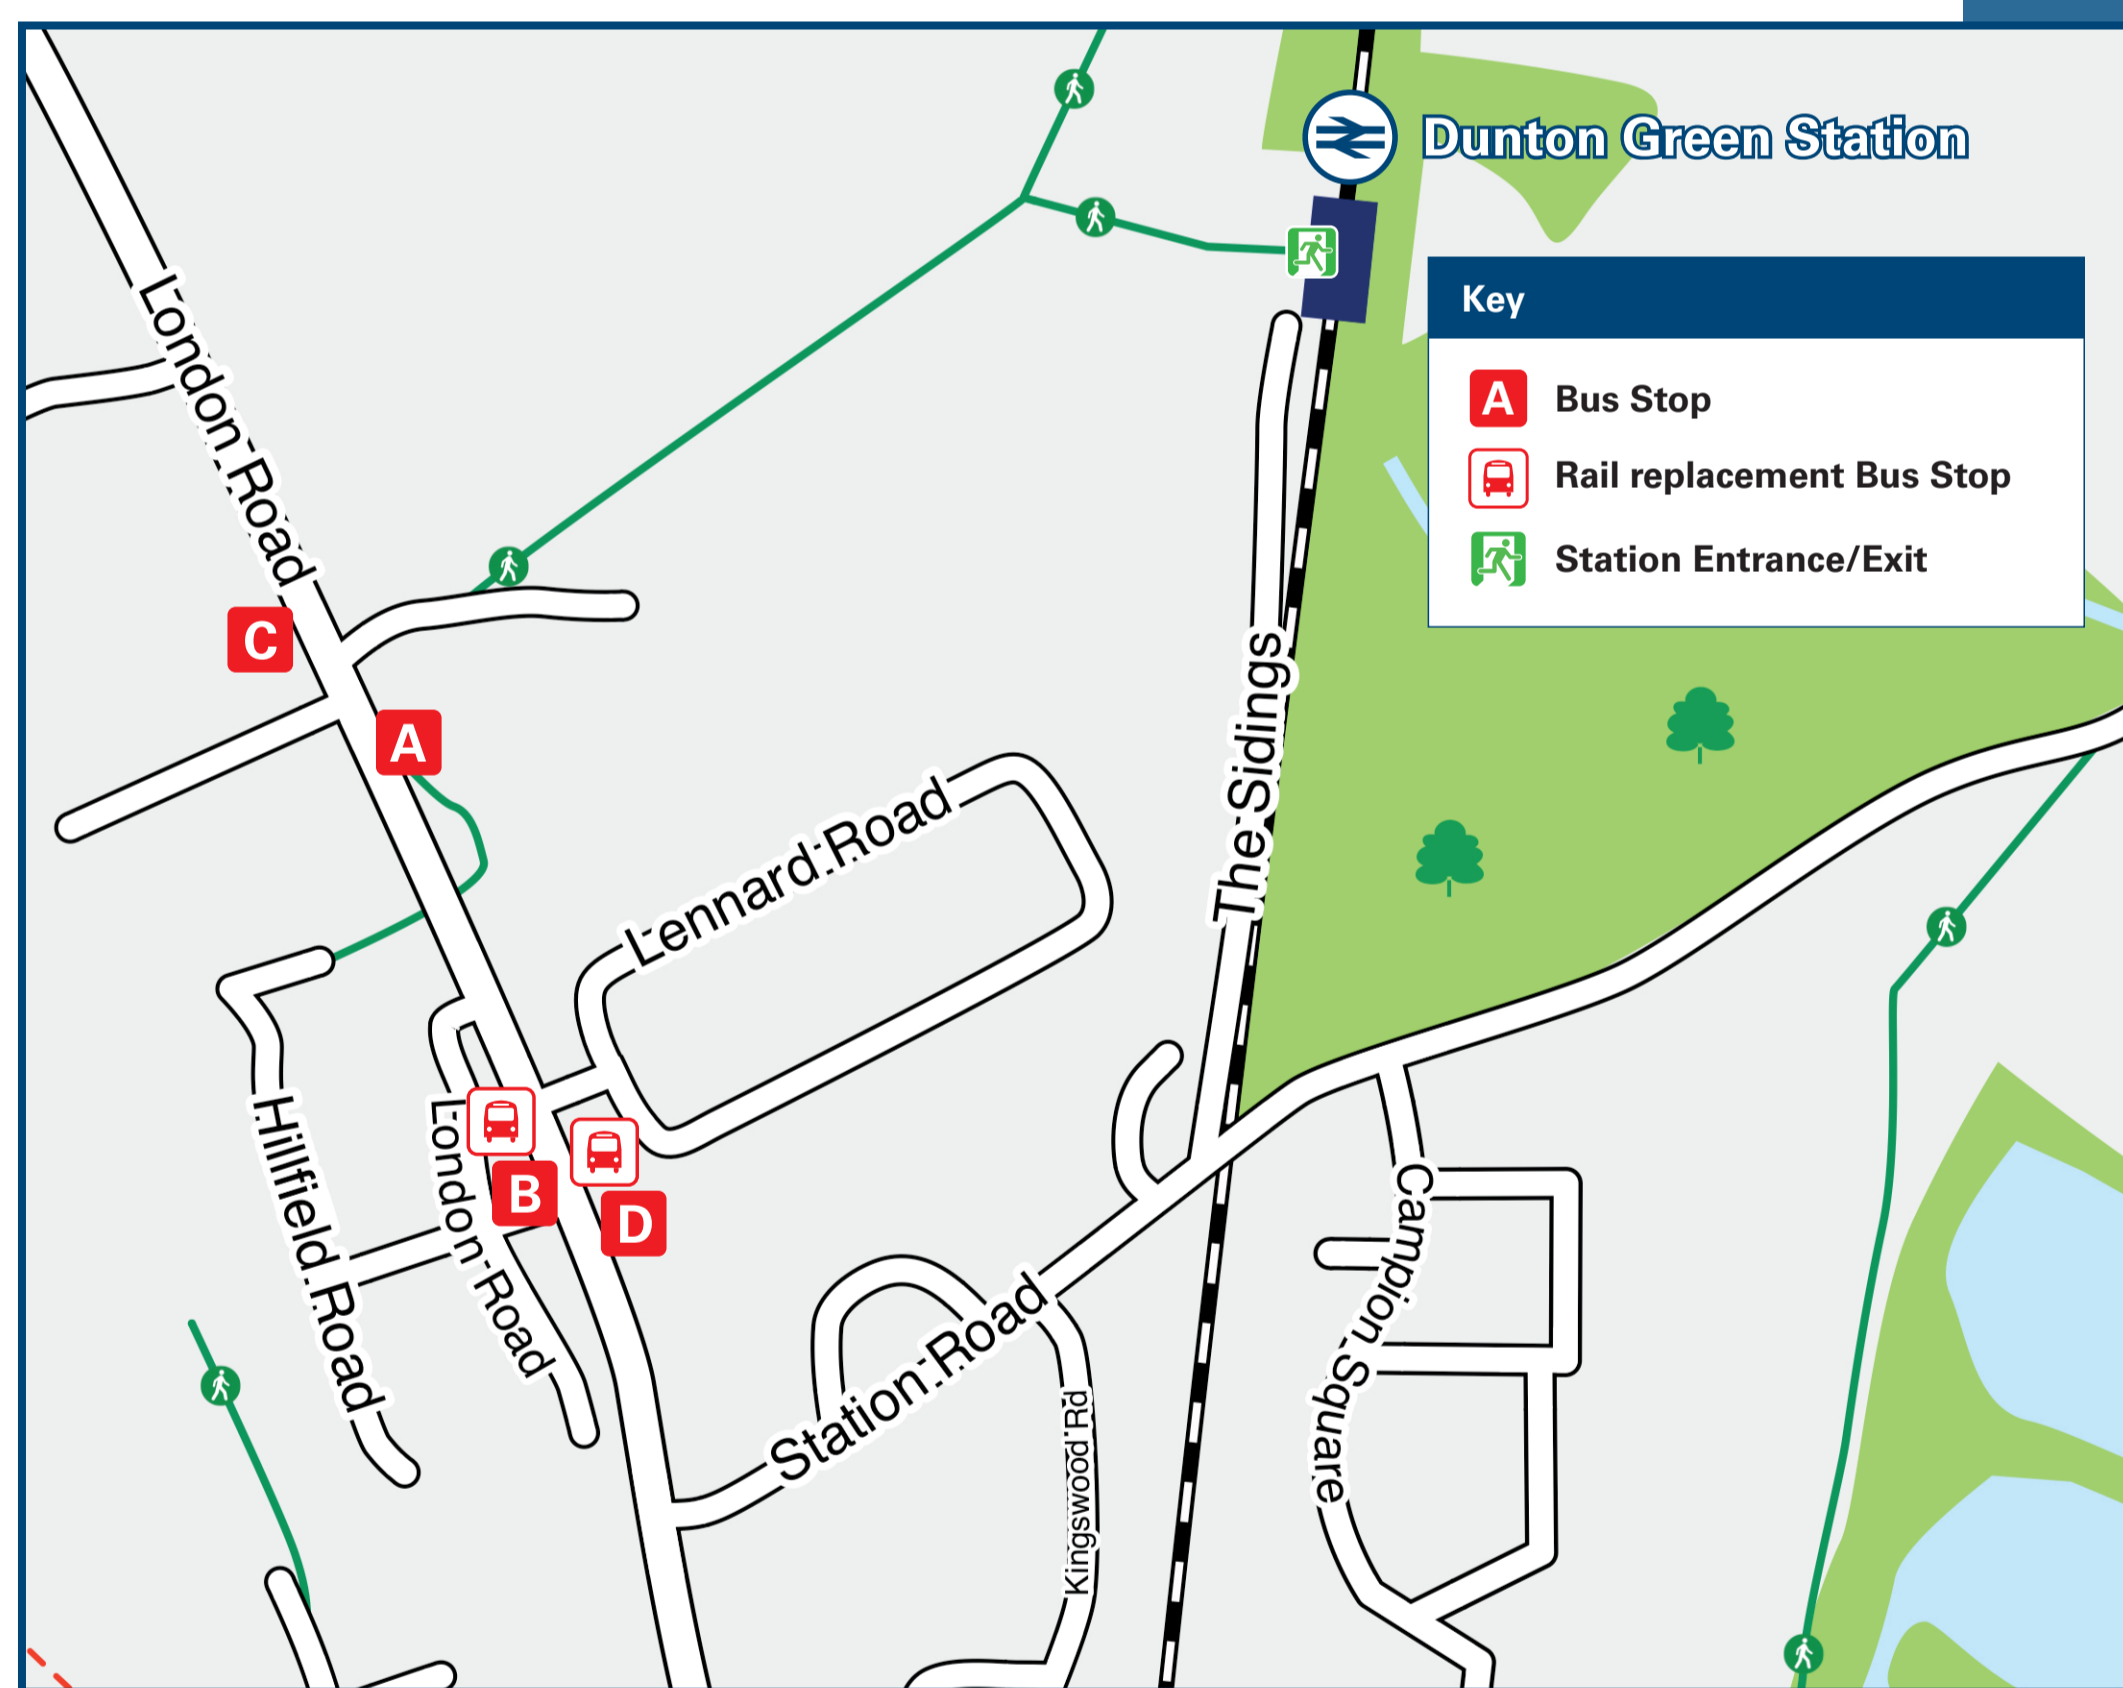 Dunton Green Station
Key
A Bus Stop
Rail replacement Bus Stop
Station Entrance/Exit
London Road
C
A
Lennard Road
The Sidings
Hillfield Road
London Road
B
D
Station Road
Kingswood Rd
Campion Square